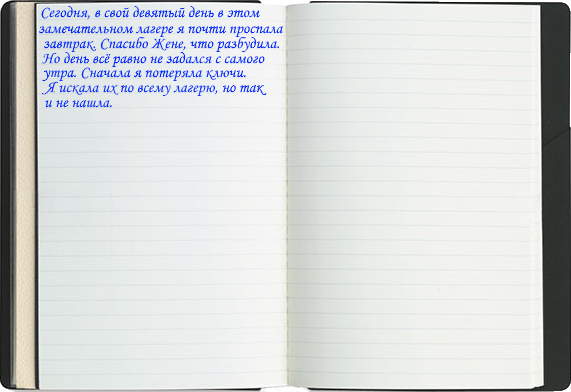 Сегодня, в свой девятый день в этом
замечательном лагере я почти проспала
завтрак. Спасибо Жене, что разбудила.
Но день всё равно не задался с самого
утра. Сначала я потеряла ключи.
Я искала их по всему лагерю, но так
и не нашла.